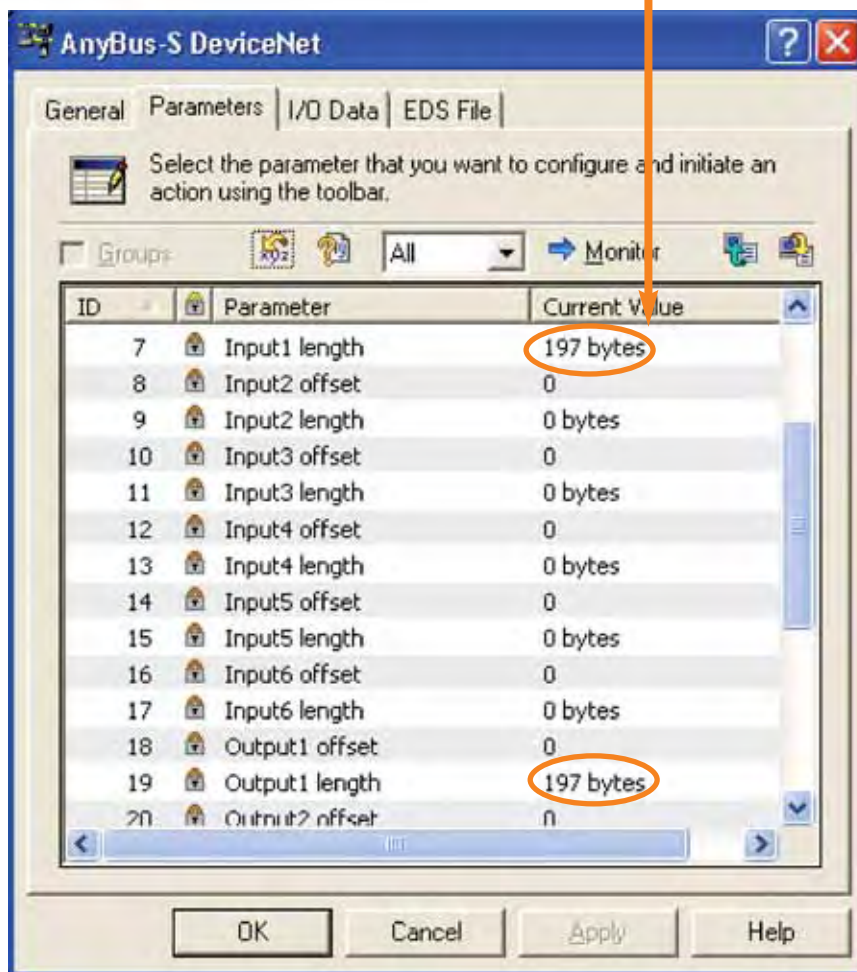 AnyBus-S DeviceNet
General Parameters I/O Data EDS File
Select the parameter that you want to configure and initiate an
action using the toolbar.
Groups xyz All Monitor
ID Parameter Current Value
7 Input1 length 197 bytes
8 Input2 offset 0
9 Input2 length 0 bytes
10 Input3 offset 0
11 Input3 length 0 bytes
12 Input4 offset 0
13 Input4 length 0 bytes
14 Input5 offset 0
15 Input5 length 0 bytes
16 Input6 offset 0
17 Input6 length 0 bytes
18 Output1 offset 0
19 Output1 length 197 bytes
20 Output2 offset 0
OK Cancel Apply Help